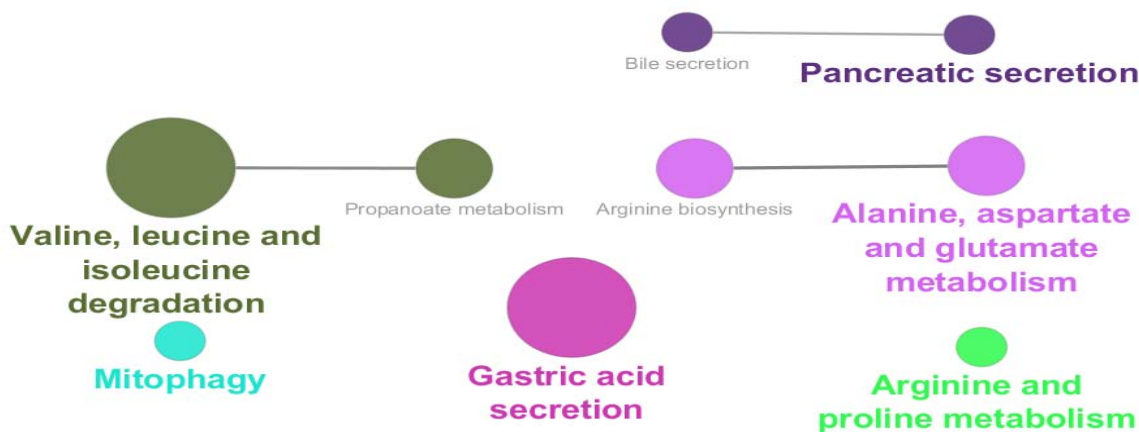 Bile secretion
Pancreatic secretion
Propanoate metabolism
Arginine biosynthesis
Valine, leucine and
isoleucine
degradation
Alanine, aspartate
and glutamate
metabolism
Mitophagy
Gastric acid
secretion
Arginine and
proline metabolism